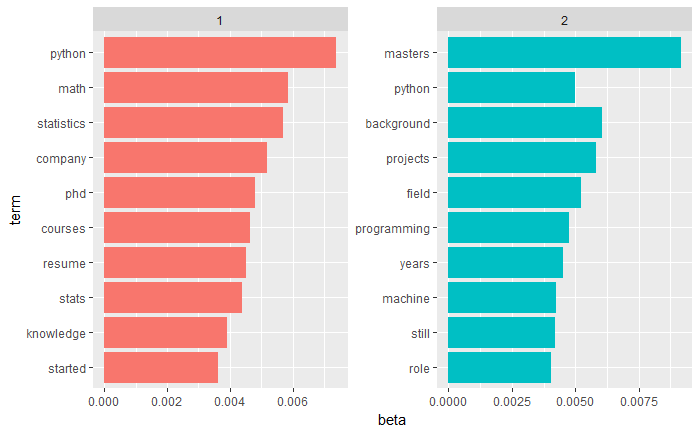 1
2
term
python
math
statistics
company
phd
courses
resume
stats
knowledge
started
0.000 0.002 0.004 0.006
masters
python
background
projects
field
programming
years
machine
still
role
0.0000 0.0025 0.0050 0.0075
beta